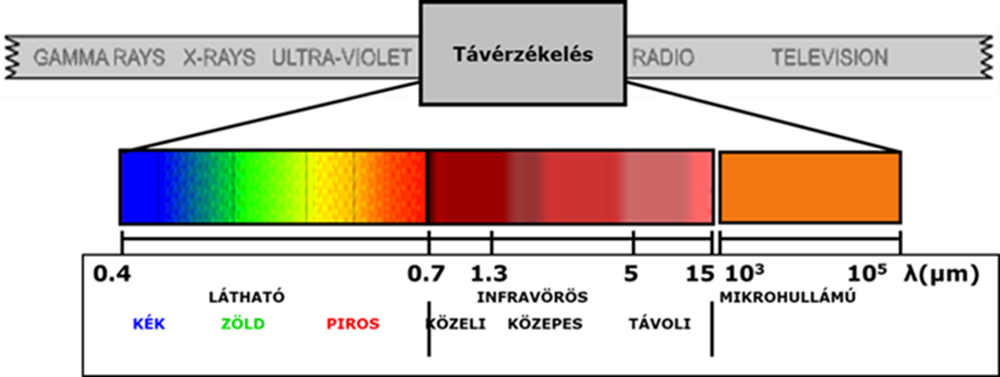 GAMMA RAYS X-RAYS ULTRA-VIOLET Távérzékelés RADIO TELEVISION
0.4 0.7 1.3 5 15 10³ 10⁵ λ(μm)
LÁTHATÓ INFRAVÖRÖS MIKROHULLÁMÚ
KÉK ZÖLD PIROS KÖZELI KÖZEPES TÁVOLI